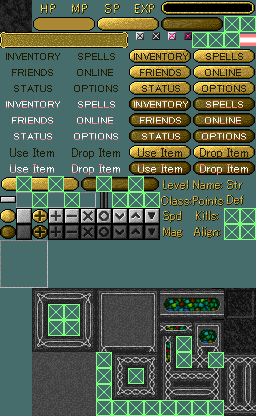 HP MP SP EXP
INVENTORY SPELLS INVENTORY SPELLS
FRIENDS ONLINE FRIENDS ONLINE
STATUS OPTIONS STATUS OPTIONS
INVENTORY SPELLS INVENTORY SPELLS
FRIENDS ONLINE FRIENDS ONLINE
STATUS OPTIONS STATUS OPTIONS
Use Item Drop Item Use Item Drop Item
Use Item Drop Item Use Item Drop Item
Level Name: Str
Class: Points Def
Spd Kills:
Mag Align: